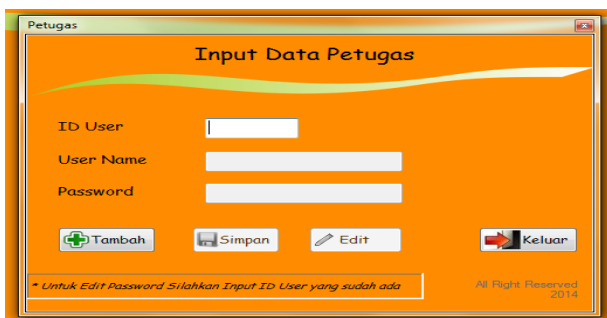 Petugas
Input Data Petugas
ID User
User Name
Password
Tambah
Simpan
Edit
Keluar
* Untuk Edit Password Silahkan Input ID User yang sudah ada
All Right Reserved
2014